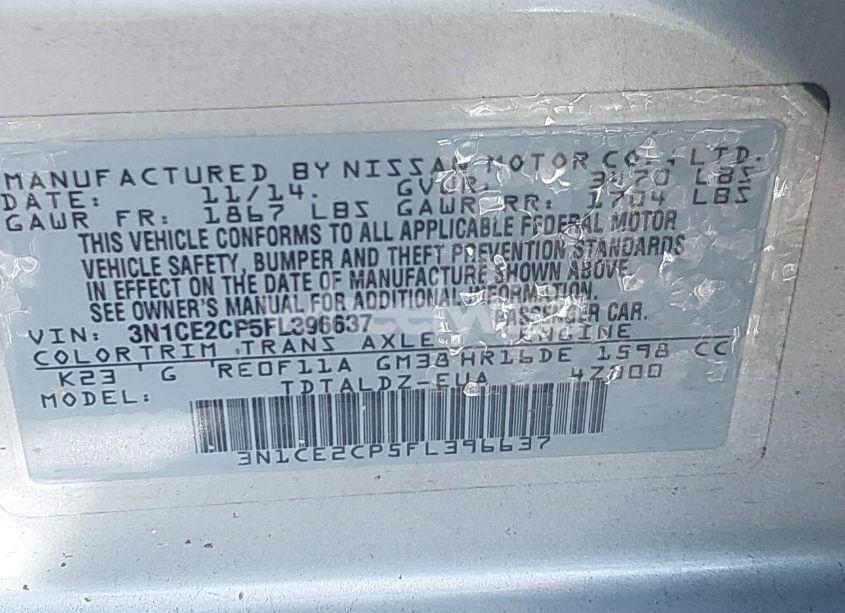 MANUFACTURED BY NISSAN MOTOR CO., LTD.
DATE: 11/14. GVWR: 3420 LBS
GAWR FR: 1867 LBS GAWR RR: 1704 LBS
THIS VEHICLE CONFORMS TO ALL APPLICABLE FEDERAL MOTOR
VEHICLE SAFETY, BUMPER AND THEFT PREVENTION STANDARDS
IN EFFECT ON THE DATE OF MANUFACTURE SHOWN ABOVE.
SEE OWNER'S MANUAL FOR ADDITIONAL INFORMATION.
VIN: 3N1CE2CP5FL396637 PASSENGER CAR.
COLOR TRIM TRANS AXLE ENGINE
K23 G RE0F11A GM38 HR16DE 1598 CC
MODEL: TDTALDZ-EUA 4Z000
3N1CE2CP5FL396637